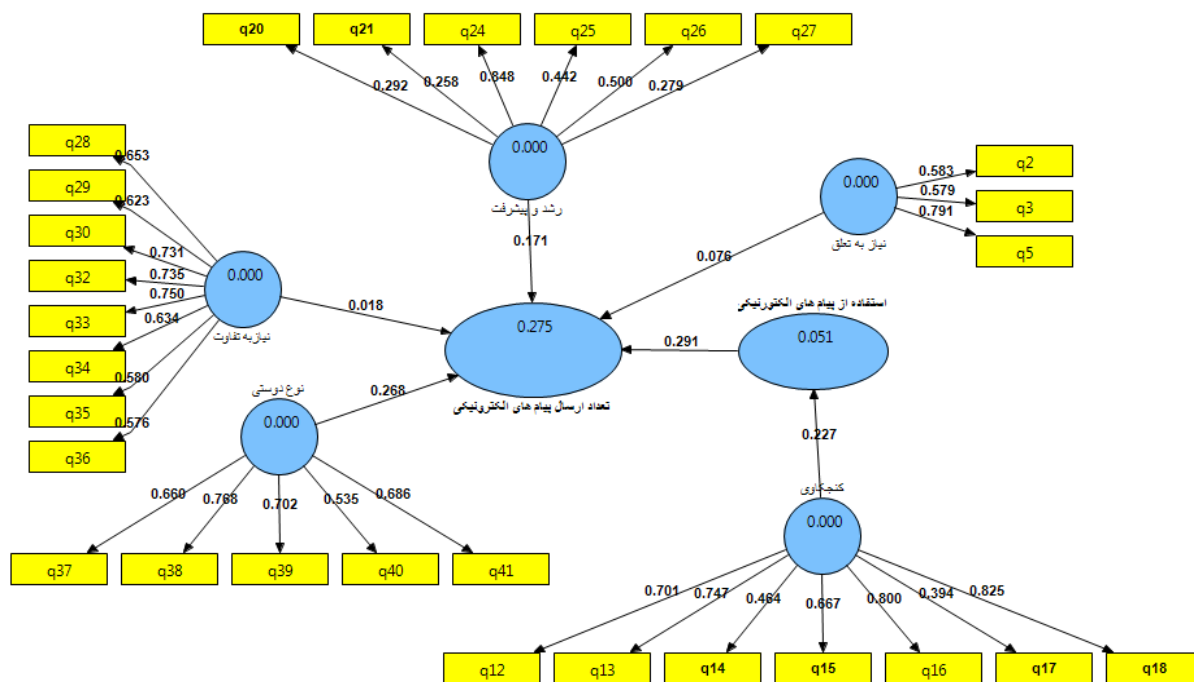 q20
q21
q24
q25
q26
q27
0.292
0.258
0.848
0.442
0.500
0.279
0.000
رشد و پیشرفت
0.171
q28
q29
q30
q32
q33
q34
q35
q36
0.653
0.623
0.731
0.735
0.750
0.634
0.580
0.576
0.000
نیازبه تفاوت
0.018
0.000
نیاز به تعلق
0.583
0.579
0.791
q2
q3
q5
0.076
استفاده از پیام های الکتورنیکی
0.051
0.291
0.275
تعداد ارسال پیام های الکترونیکی
0.268
نوع دوستی
0.000
0.660
0.768
0.702
0.535
0.686
q37
q38
q39
q40
q41
0.227
کنجکاوی
0.000
0.701
0.747
0.464
0.667
0.800
0.394
0.825
q12
q13
q14
q15
q16
q17
q18